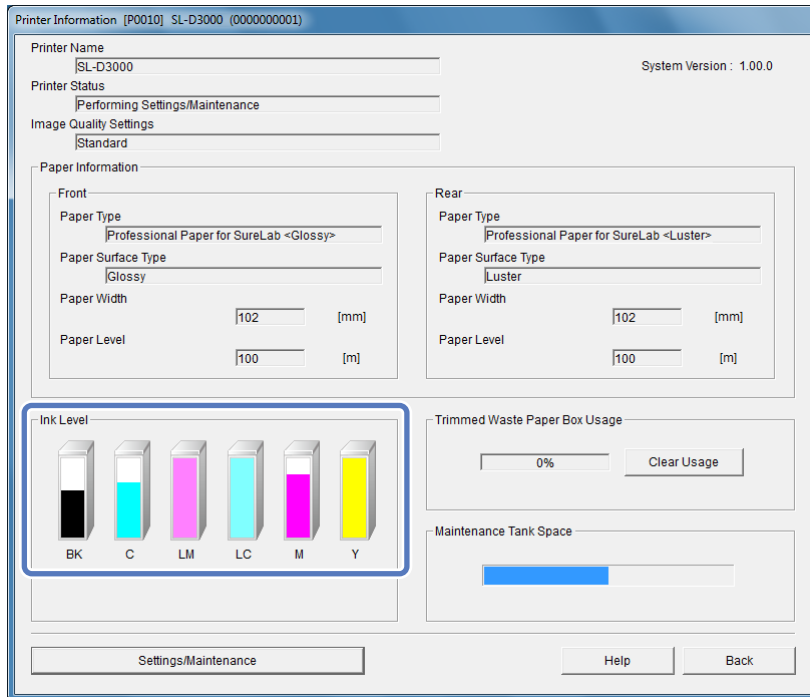 Printer Information [P0010] SL-D3000 (0000000001)
Printer Name
SL-D3000
System Version : 1.00.0
Printer Status
Performing Settings/Maintenance
Image Quality Settings
Standard
Paper Information
Front
Paper Type
Professional Paper for SureLab <Glossy>
Paper Surface Type
Glossy
Paper Width
102 [mm]
Paper Level
100 [m]
Rear
Paper Type
Professional Paper for SureLab <Luster>
Paper Surface Type
Luster
Paper Width
102 [mm]
Paper Level
100 [m]
Ink Level
BK C LM LC M Y
Trimmed Waste Paper Box Usage
0% Clear Usage
Maintenance Tank Space
Settings/Maintenance Help Back